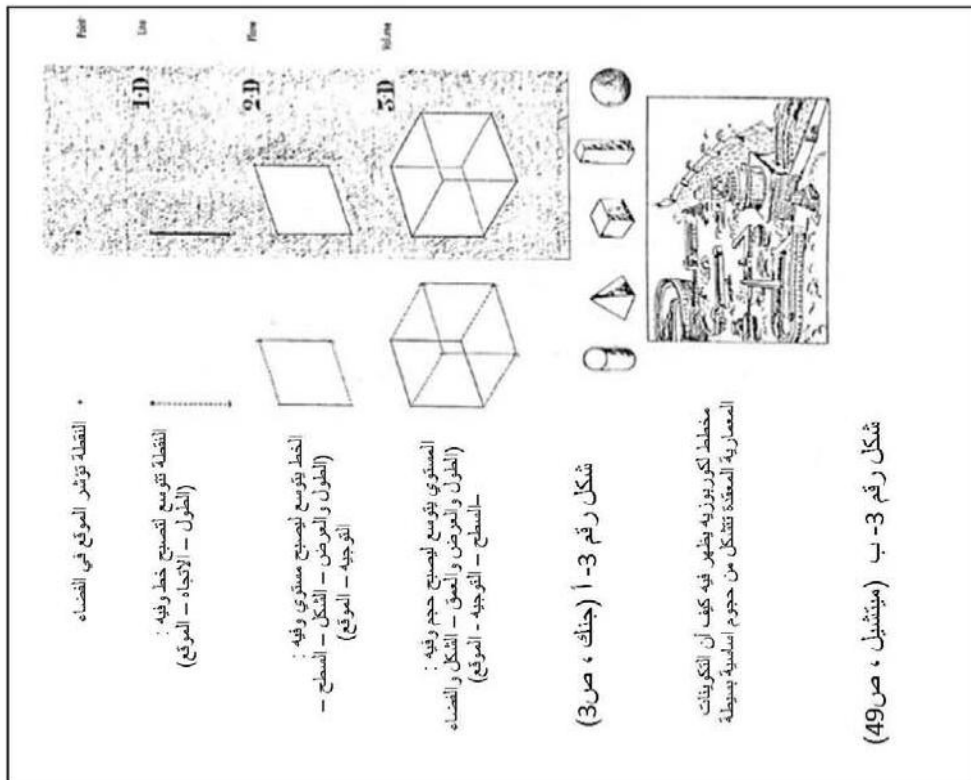 Point
Line
Plane
Volume
1-D
2-D
3-D
النقطة تؤشر الموقع في الفضاء
النقطة تتوسع لتصبح خط وفيه :
(الطول – الاتجاه – الموقع)
الخط يتوسع ليصبح مستوي وفيه :
(الطول والعرض – الشكل – السطح –
التوجيه – الموقع)
المستوي يتوسع ليصبح حجم وفيه :
(الطول والعرض والعمق – الشكل والفضاء
–السطح – التوجيه - الموقع)
شكل رقم 3- أ (جنك ، ص3)
مخطط لكوربوزيه يظهر فيه كيف أن التكوينات
المعمارية المعقدة تتشكل من حجوم اساسية بسيطة
شكل رقم 3- ب (ميتشيل ، ص49)